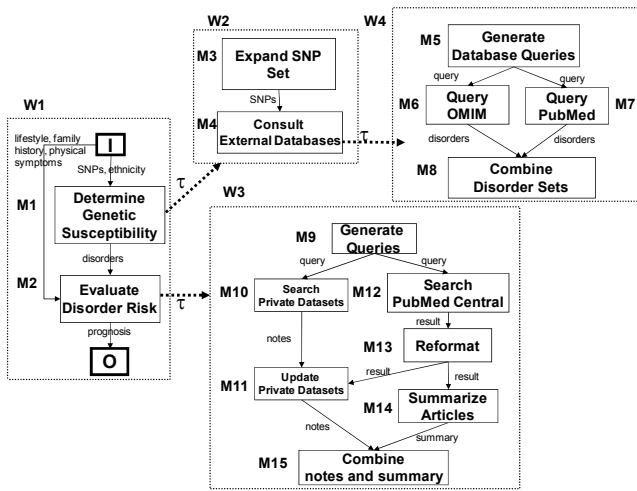 W1
lifestyle, family
history, physical
symptoms
I
SNPs, ethnicity
M1
Determine
Genetic
Susceptibility
τ
disorders
M2
Evaluate
Disorder Risk
τ
prognosis
O
W2
M3
Expand SNP
Set
SNPs
M4
Consult
External Databases
τ
W4
M5
Generate
Database Queries
query
query
M6
Query
OMIM
Query
PubMed
M7
disorders
disorders
M8
Combine
Disorder Sets
W3
M9
Generate
Queries
query
query
M10
Search
Private Datasets
M12
Search
PubMed Central
result
notes
M13
Reformat
result
result
M11
Update
Private Datasets
M14
Summarize
Articles
notes
summary
M15
Combine
notes and summary